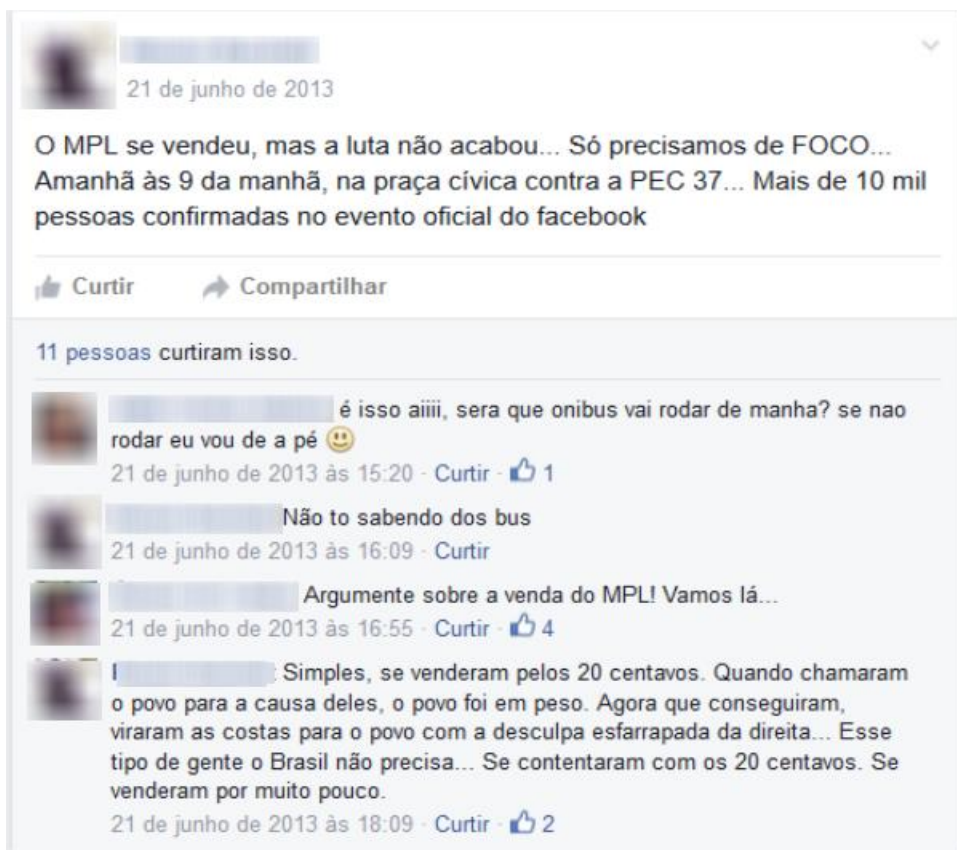 21 de junho de 2013
O MPL se vendeu, mas a luta não acabou... Só precisamos de FOCO...
Amanhã às 9 da manhã, na praça cívica contra a PEC 37... Mais de 10 mil
pessoas confirmadas no evento oficial do facebook
Curtir Compartilhar
11 pessoas curtiram isso.
é isso aiiii, sera que onibus vai rodar de manha? se nao
rodar eu vou de a pé
21 de junho de 2013 às 15:20 · Curtir · 1
Não to sabendo dos bus
21 de junho de 2013 às 16:09 · Curtir
Argumente sobre a venda do MPL! Vamos lá...
21 de junho de 2013 às 16:55 · Curtir · 4
: Simples, se venderam pelos 20 centavos. Quando chamaram
o povo para a causa deles, o povo foi em peso. Agora que conseguiram,
viraram as costas para o povo com a desculpa esfarrapada da direita... Esse
tipo de gente o Brasil não precisa... Se contentaram com os 20 centavos. Se
venderam por muito pouco.
21 de junho de 2013 às 18:09 · Curtir · 2